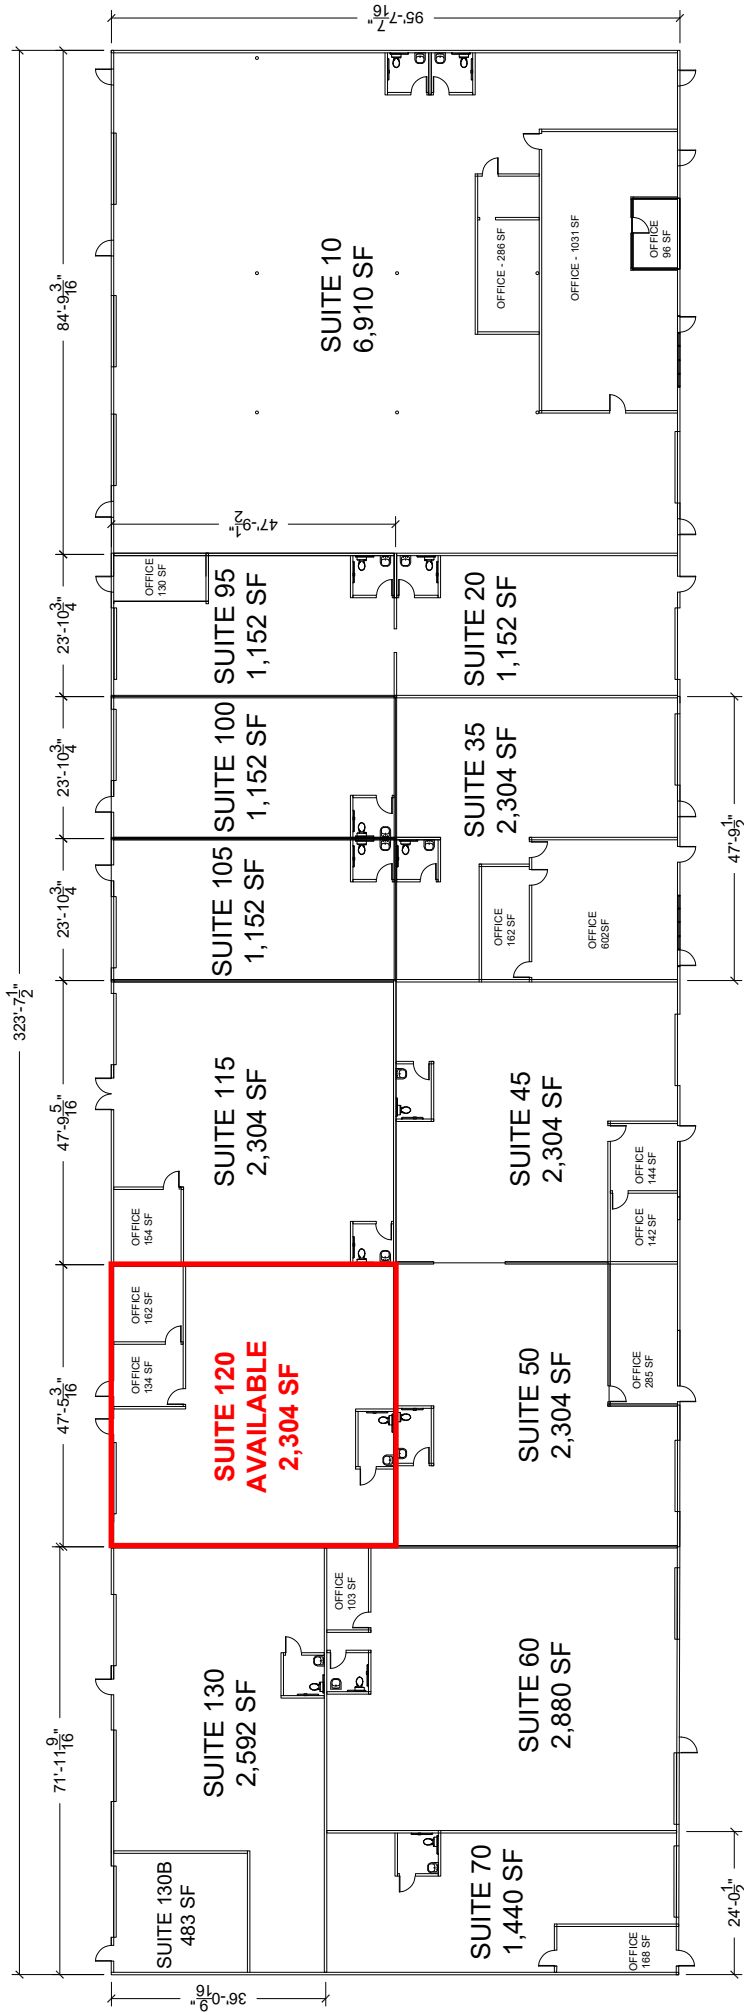 323'-7 1/2"
71'-11 9/16"
47'-5 3/16"
47'-9 5/16"
23'-10 3/4"
23'-10 3/4"
23'-10 3/4"
84'-9 3/16"
95'-7 7/16"
36'-0 9/16"
47'-9 1/2"
24'-0 1/2"
47'-9 1/2"
SUITE 130B
483 SF
SUITE 130
2,592 SF
SUITE 120
AVAILABLE
2,304 SF
OFFICE
134 SF
OFFICE
162 SF
SUITE 115
2,304 SF
OFFICE
154 SF
SUITE 105
1,152 SF
SUITE 100
1,152 SF
SUITE 95
1,152 SF
OFFICE
130 SF
SUITE 10
6,910 SF
OFFICE - 286 SF
OFFICE - 1031 SF
OFFICE
96 SF
SUITE 70
1,440 SF
OFFICE
168 SF
SUITE 60
2,880 SF
OFFICE
103 SF
SUITE 50
2,304 SF
OFFICE
285 SF
SUITE 45
2,304 SF
OFFICE
142 SF
OFFICE
144 SF
SUITE 35
2,304 SF
OFFICE
162 SF
OFFICE
602SF
SUITE 20
1,152 SF